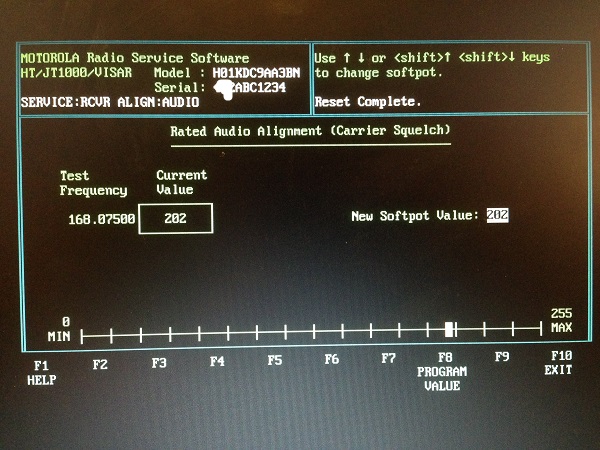 MOTOROLA Radio Service Software
HT/JT1000/VISAR Model : H01KDC9AA3BN
Serial: ABC1234
SERVICE:RCVR ALIGN:AUDIO
Use ↑ ↓ or <shift>↑ <shift>↓ keys
to change softpot.
Reset Complete.
Rated Audio Alignment (Carrier Squelch)
Test Current
Frequency Value
168.07500 202
New Softpot Value: 202
0 255
MIN MAX
F1 F2 F3 F4 F5 F6 F7 F8 F9 F10
HELP PROGRAM EXIT
VALUE